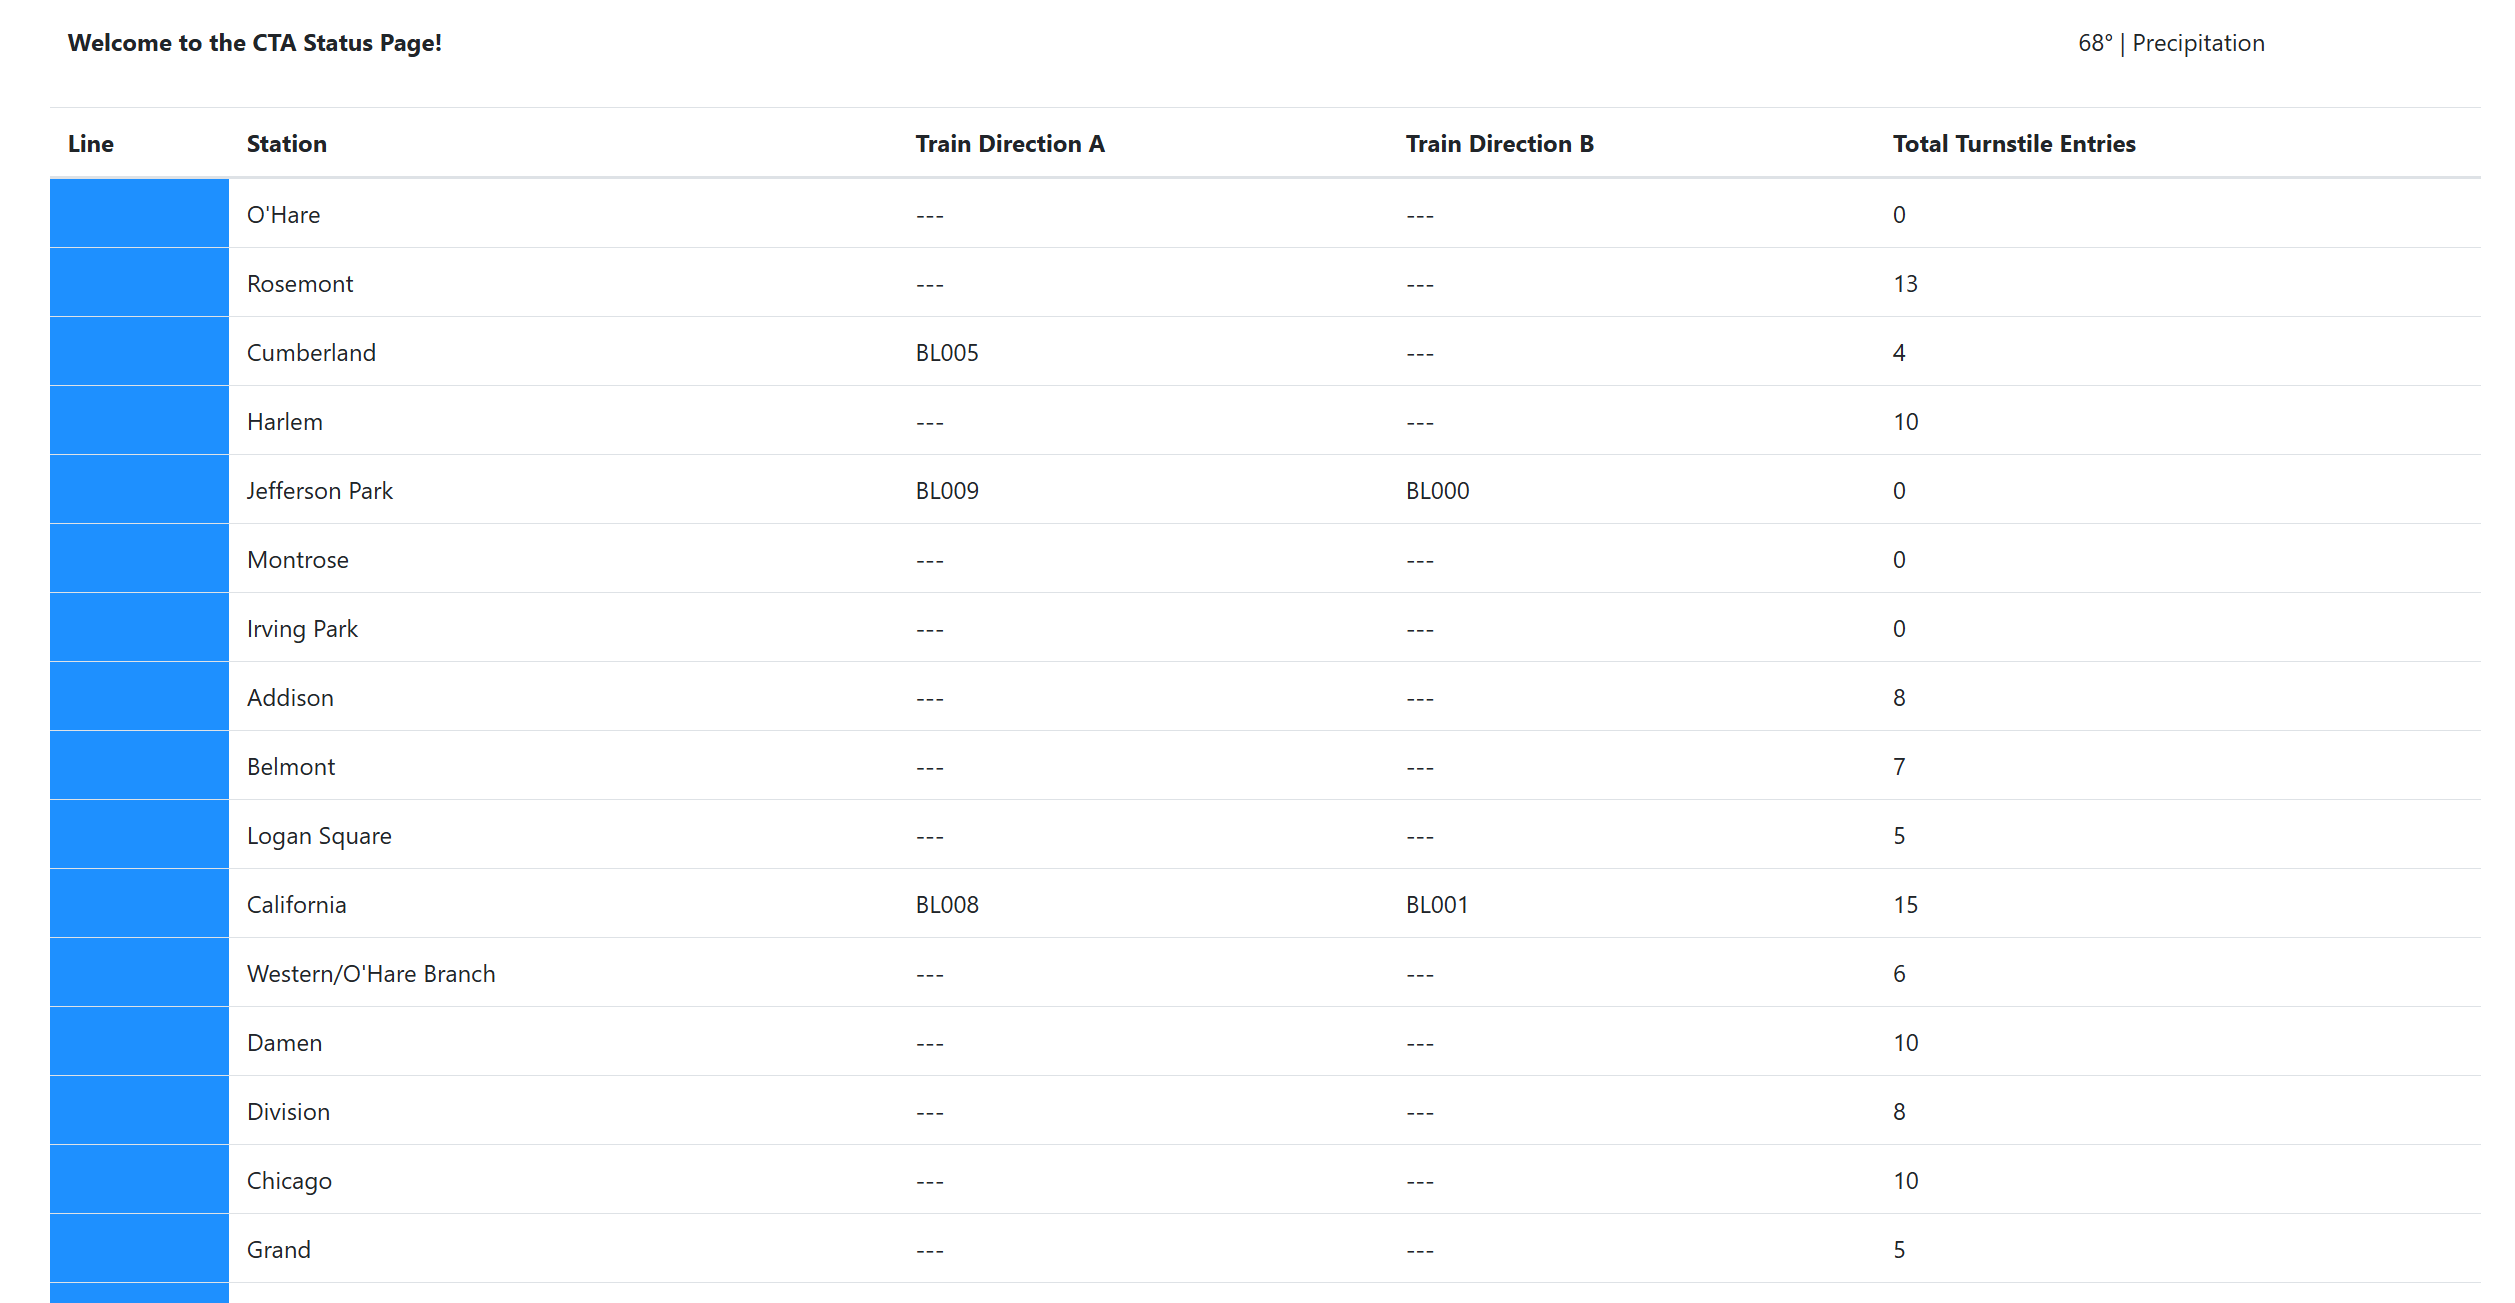 Welcome to the CTA Status Page! 68° | Precipitation
Line Station Train Direction A Train Direction B Total Turnstile Entries
O'Hare --- --- 0
Rosemont --- --- 13
Cumberland BL005 --- 4
Harlem --- --- 10
Jefferson Park BL009 BL000 0
Montrose --- --- 0
Irving Park --- --- 0
Addison --- --- 8
Belmont --- --- 7
Logan Square --- --- 5
California BL008 BL001 15
Western/O'Hare Branch --- --- 6
Damen --- --- 10
Division --- --- 8
Chicago --- --- 10
Grand --- --- 5